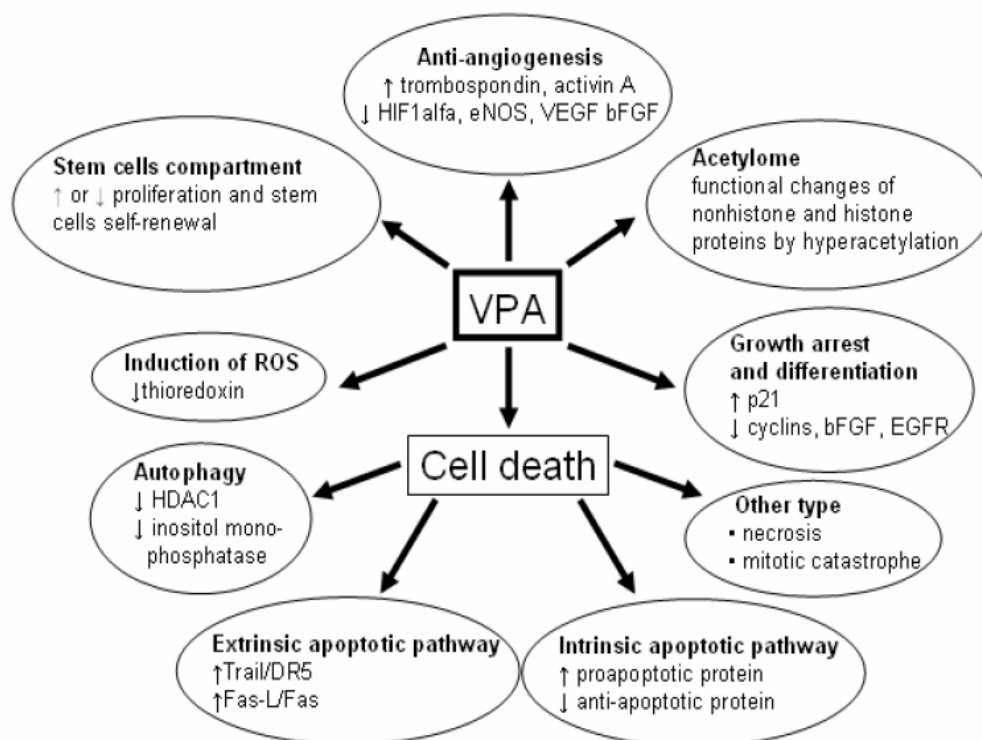 Anti-angiogenesis
↑ trombospondin, activin A
↓ HIF1alfa, eNOS, VEGF bFGF
Stem cells compartment
↑ or ↓ proliferation and stem
cells self-renewal
Acetylome
functional changes of
nonhistone and histone
proteins by hyperacetylation
VPA
Induction of ROS
↓thioredoxin
Growth arrest
and differentiation
↑ p21
↓ cyclins, bFGF, EGFR
Cell death
Autophagy
↓ HDAC1
↓ inositol mono-
phosphatase
Other type
▪ necrosis
▪ mitotic catastrophe
Extrinsic apoptotic pathway
↑Trail/DR5
↑Fas-L/Fas
Intrinsic apoptotic pathway
↑ proapoptotic protein
↓ anti-apoptotic protein